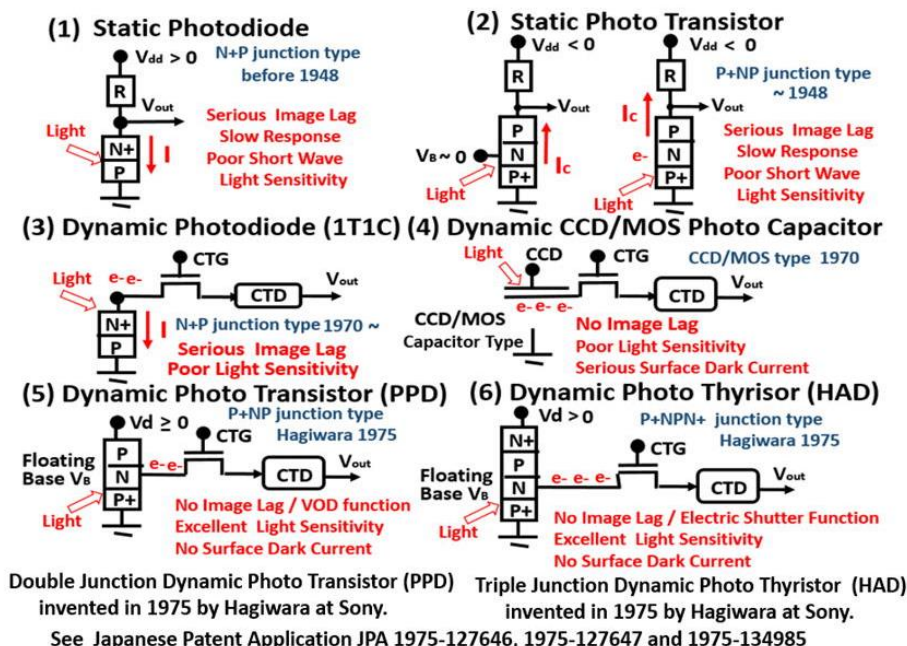 (1) Static Photodiode
Vdd > 0
N+P junction type
before 1948
R
Vout
Light
N+
P
I
Serious Image Lag
Slow Response
Poor Short Wave
Light Sensitivity
(2) Static Photo Transistor
Vdd < 0
R
Vout
P
N
P+
VB ~ 0
Light
Ic
Vdd < 0
P+NP junction type
~ 1948
R
Ic
Vout
P
N
P+
e-
Light
Serious Image Lag
Slow Response
Poor Short Wave
Light Sensitivity
(3) Dynamic Photodiode (1T1C)
CTG
Light
e- e-
CTD
Vout
N+
P
I
N+P junction type 1970 ~
Serious Image Lag
Poor Light Sensitivity
(4) Dynamic CCD/MOS Photo Capacitor
Light
CCD
CTG
CCD/MOS type 1970
e- e- e-
CTD
Vout
CCD/MOS
Capacitor Type
No Image Lag
Poor Light Sensitivity
Serious Surface Dark Current
(5) Dynamic Photo Transistor (PPD)
Vd ≥ 0
P+NP junction type
Hagiwara 1975
CTG
P
N
P+
Floating
Base VB
e- e-
CTD
Vout
Light
No Image Lag / VOD function
Excellent Light Sensitivity
No Surface Dark Current
(6) Dynamic Photo Thyrisor (HAD)
Vd > 0
P+NPN+ junction type
Hagiwara 1975
N+
P
N
P+
CTG
Floating
Base VB
e- e- e-
CTD
Vout
Light
No Image Lag / Electric Shutter Function
Excellent Light Sensitivity
No Surface Dark Current
Double Junction Dynamic Photo Transistor (PPD)
invented in 1975 by Hagiwara at Sony.
Triple Junction Dynamic Photo Thyristor (HAD)
invented in 1975 by Hagiwara at Sony.
See Japanese Patent Application JPA 1975-127646, 1975-127647 and 1975-134985